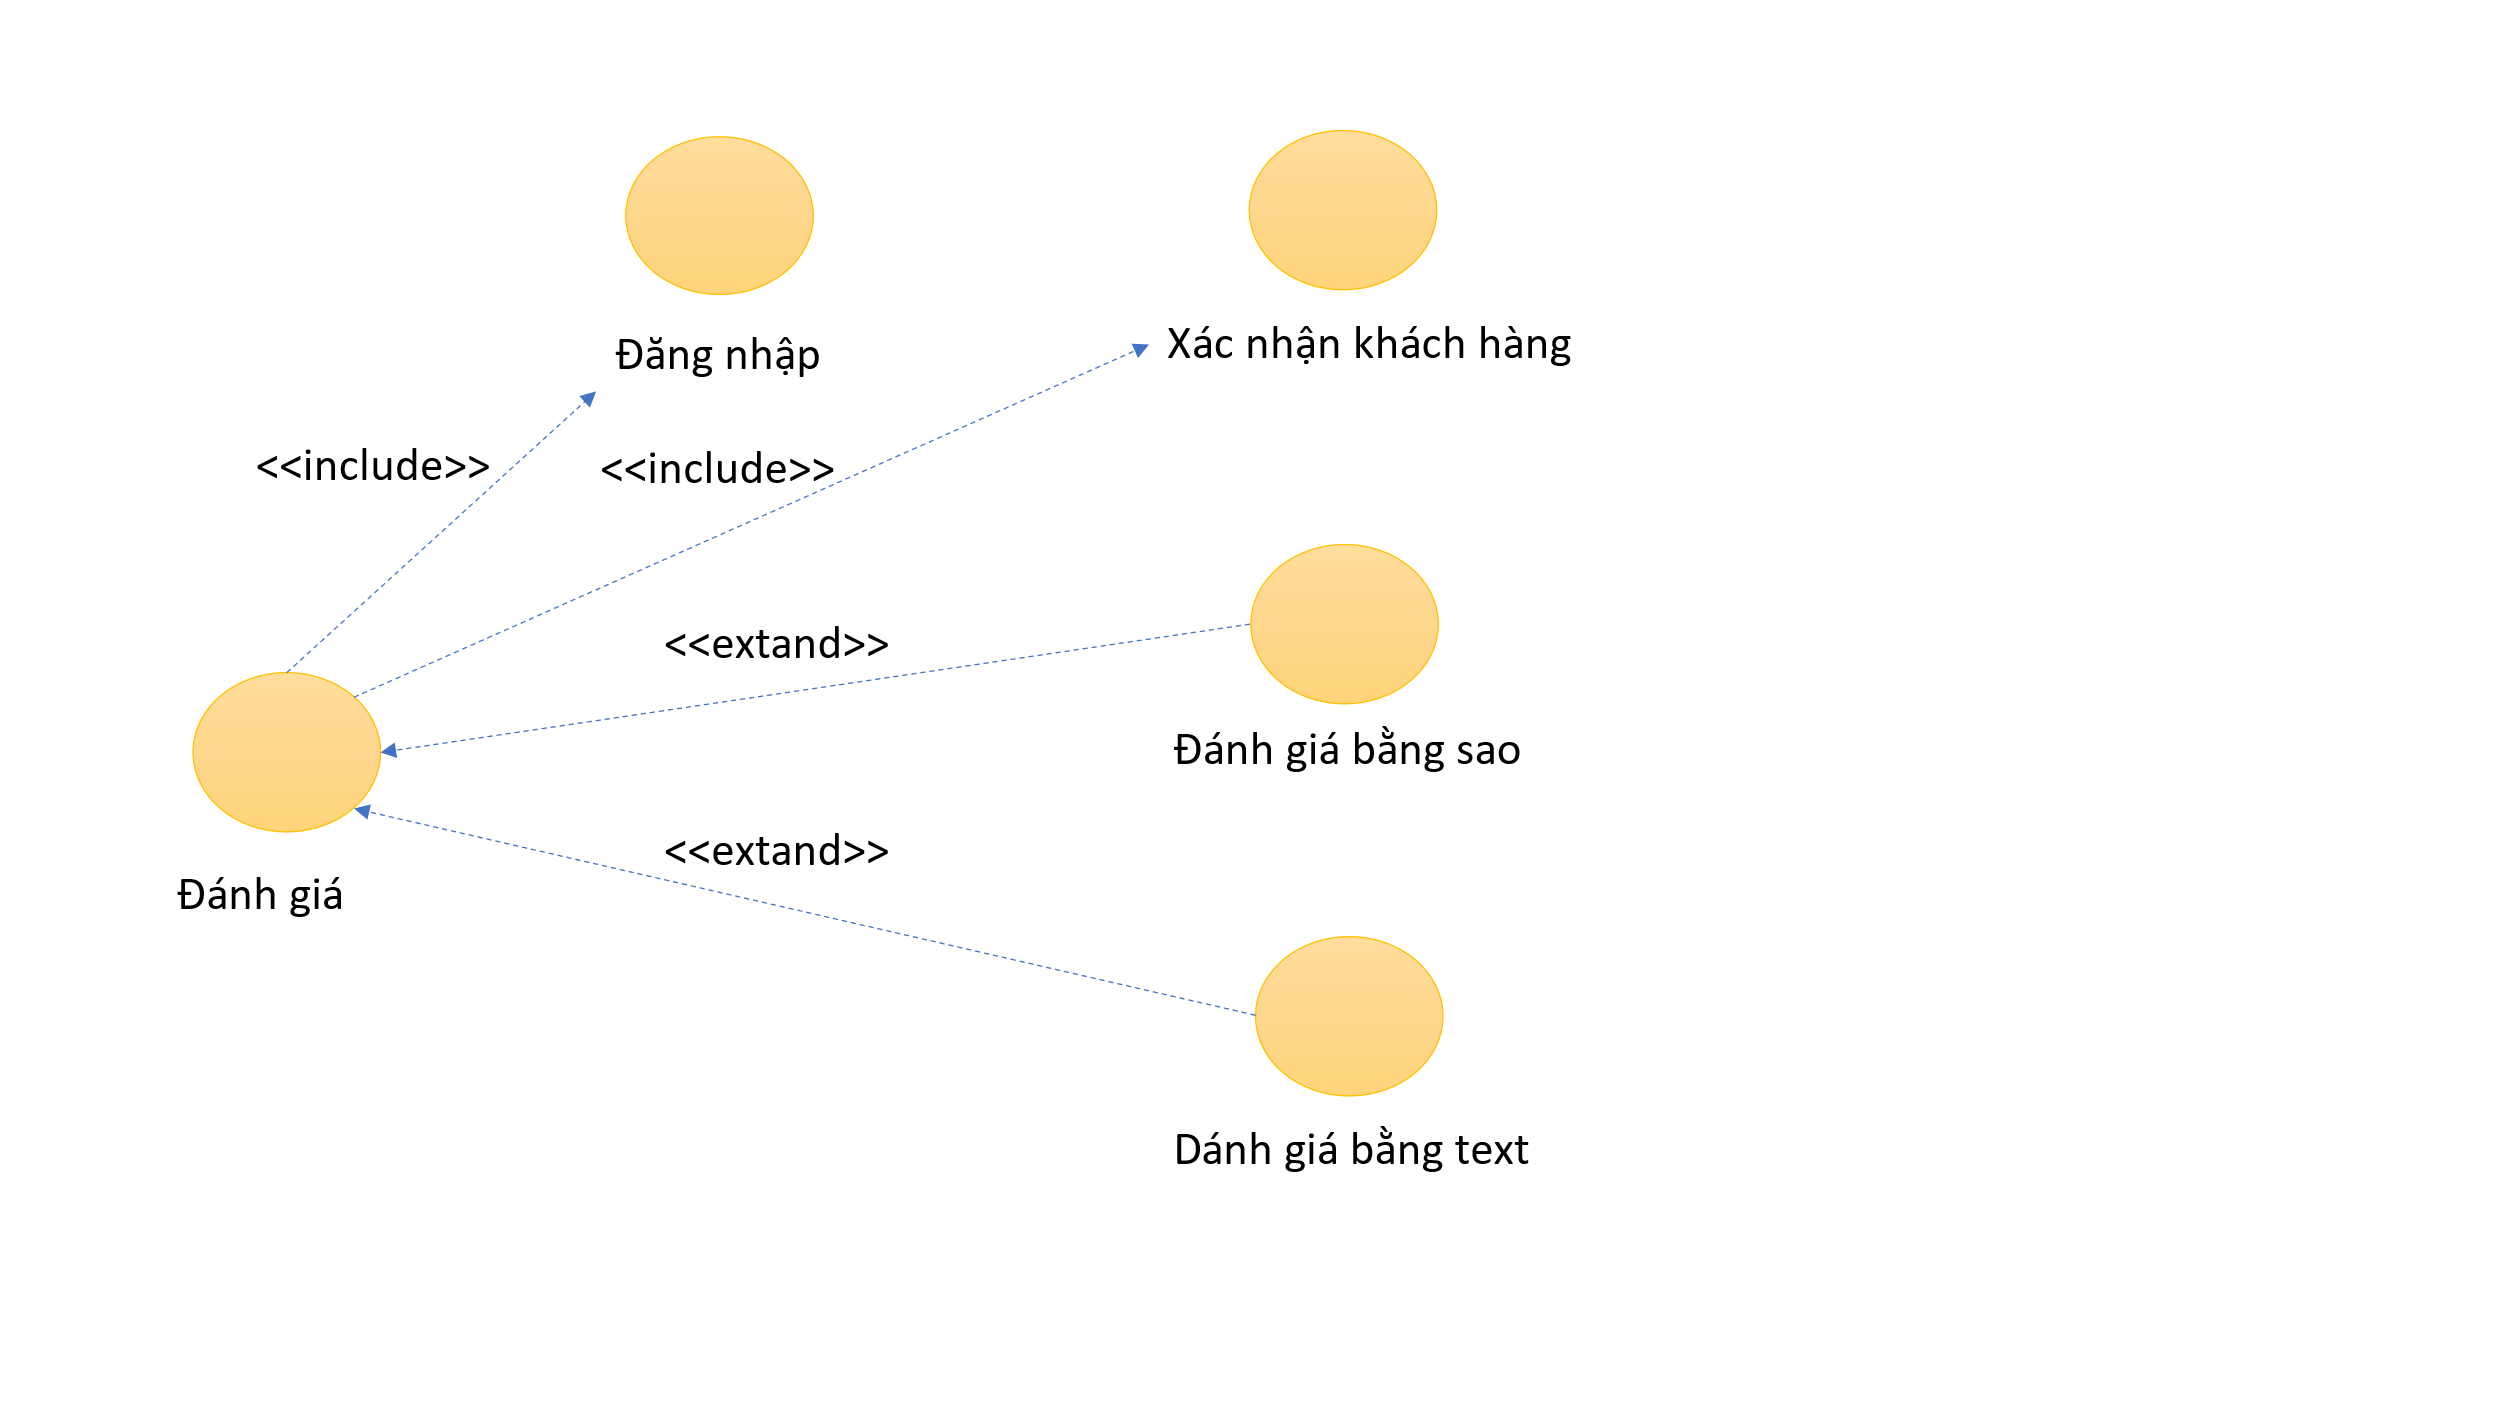 Đăng nhập
Xác nhận khách hàng
<<include>>
<<include>>
<<extand>>
Đánh giá bằng sao
<<extand>>
Đánh giá
Dánh giá bằng text